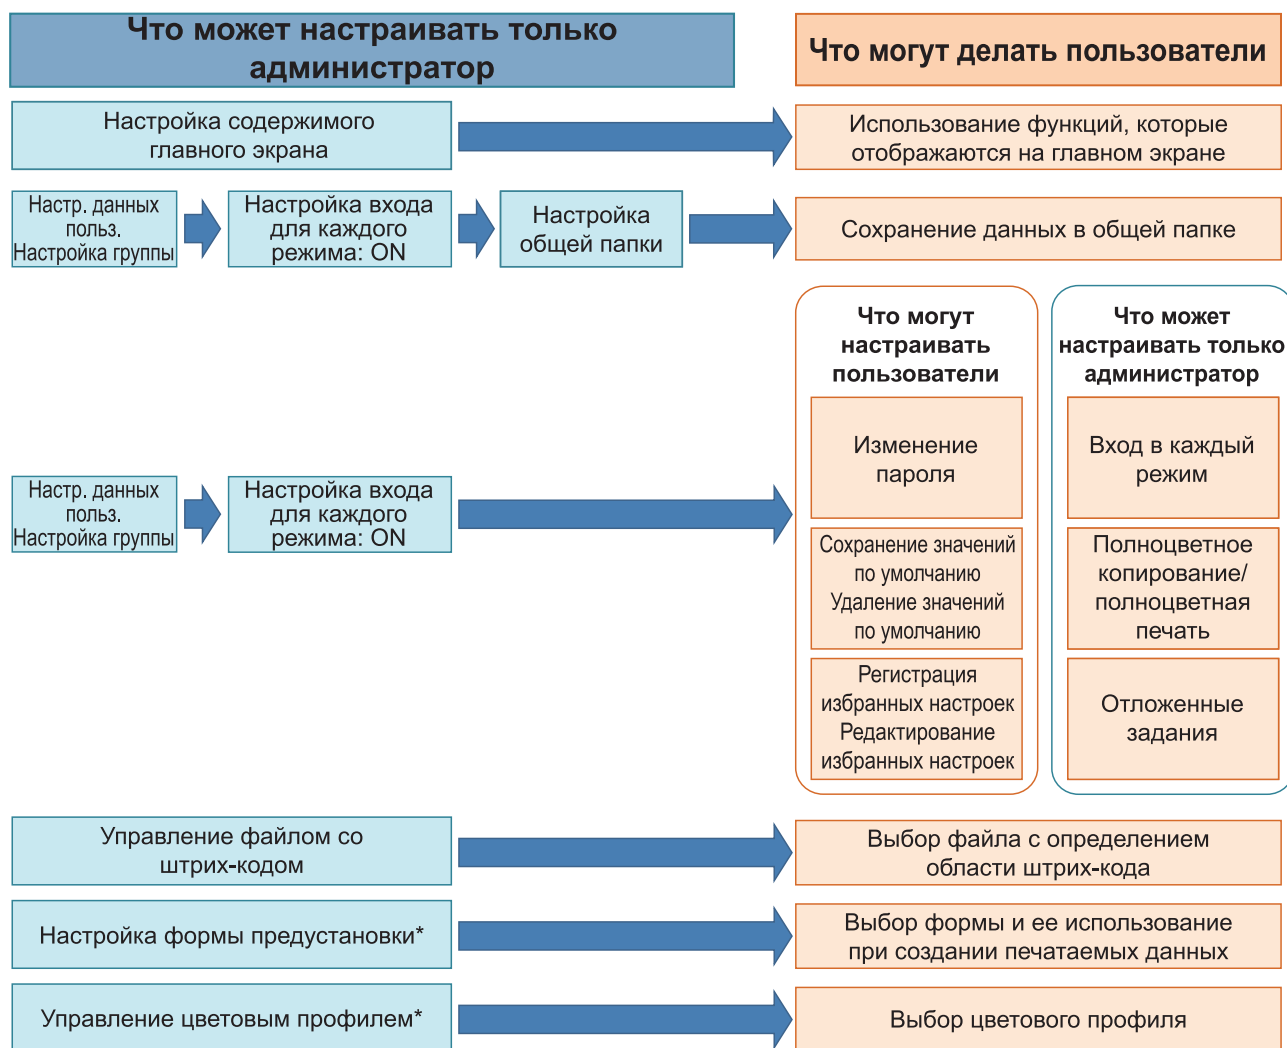 Что может настраивать только
администратор
Что могут делать пользователи
Настройка содержимого
главного экрана
Использование функций, которые
отображаются на главном экране
Настр. данных
польз.
Настройка группы
Настройка входа
для каждого
режима: ON
Настройка
общей папки
Сохранение данных в общей папке
Что могут
настраивать
пользователи
Что может
настраивать только
администратор
Настр. данных
польз.
Настройка группы
Настройка входа
для каждого
режима: ON
Изменение
пароля
Вход в каждый
режим
Сохранение значений
по умолчанию
Удаление значений
по умолчанию
Полноцветное
копирование/
полноцветная
печать
Регистрация
избранных настроек
Редактирование
избранных настроек
Отложенные
задания
Управление файлом со
штрих-кодом
Выбор файла с определением
области штрих-кода
Настройка формы предустановки*
Выбор формы и ее использование
при создании печатаемых данных
Управление цветовым профилем*
Выбор цветового профиля